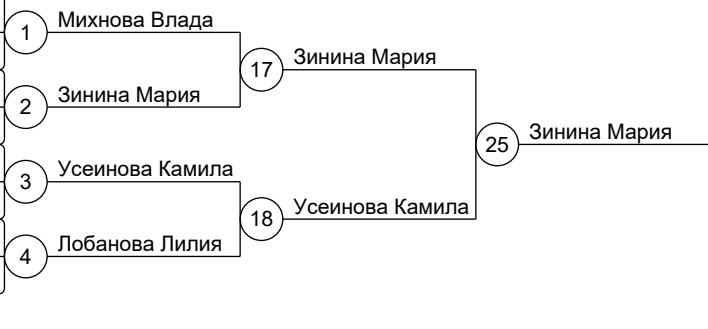 1 Михнова Влада
17 Зинина Мария
2 Зинина Мария
25 Зинина Мария
3 Усеинова Камила
18 Усеинова Камила
4 Лобанова Лилия